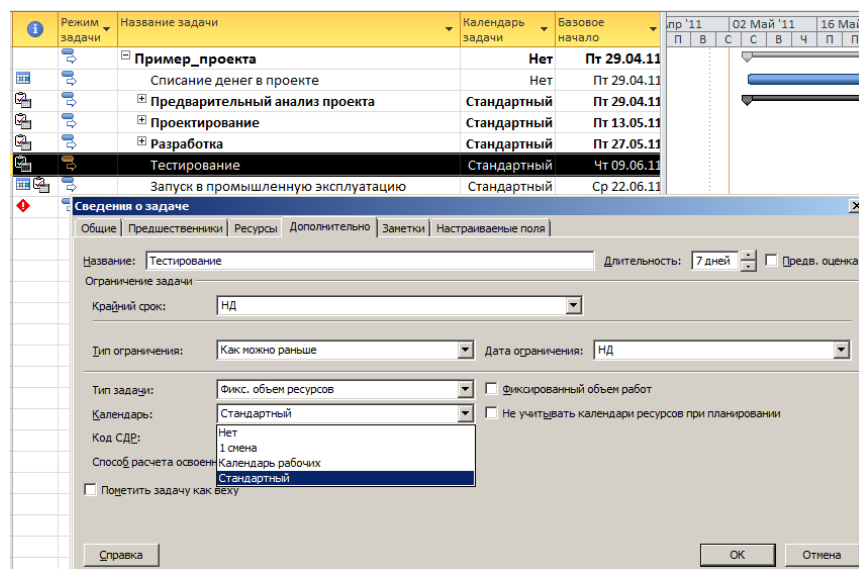 Режим задачи Название задачи Календарь задачи Базовое начало Апр '11 02 Май '11 16 Май
П В С С В Ч П П
Пример_проекта Нет Пт 29.04.11
Списание денег в проекте Нет Пт 29.04.11
Предварительный анализ проекта Стандартный Пт 29.04.11
Проектирование Стандартный Пт 13.05.11
Разработка Стандартный Пт 27.05.11
Тестирование Стандартный Чт 09.06.11
Запуск в промышленную эксплуатацию Стандартный Ср 22.06.11
Сведения о задаче
Общие Предшественники Ресурсы Дополнительно Заметки Настраиваемые поля
Название: Тестирование Длительность: 7 дней Предв. оценка
Ограничение задачи
Крайний срок: НД
Тип ограничения: Как можно раньше Дата ограничения: НД
Тип задачи: Фикс. объем ресурсов Фиксированный объем работ
Календарь: Стандартный Не учитывать календари ресурсов при планировании
Нет
Код СДР: 1 смена
Способ расчета освоенн Календарь рабочих
Стандартный
Пометить задачу как веху
Справка ОК Отмена